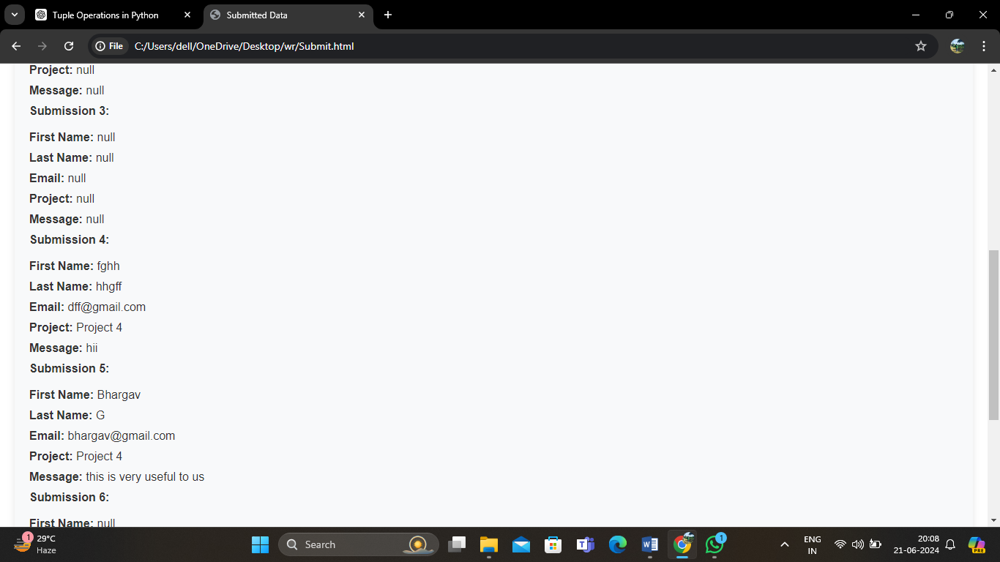 Tuple Operations in Python
Submitted Data
File
C:/Users/dell/OneDrive/Desktop/wr/Submit.html
Project: null
Message: null
Submission 3:
First Name: null
Last Name: null
Email: null
Project: null
Message: null
Submission 4:
First Name: fghh
Last Name: hhgff
Email: dff@gmail.com
Project: Project 4
Message: hii
Submission 5:
First Name: Bhargav
Last Name: G
Email: bhargav@gmail.com
Project: Project 4
Message: this is very useful to us
Submission 6:
First Name: null
1
29°C
Haze
Search
1
ENG
IN
20:08
21-06-2024
PRE